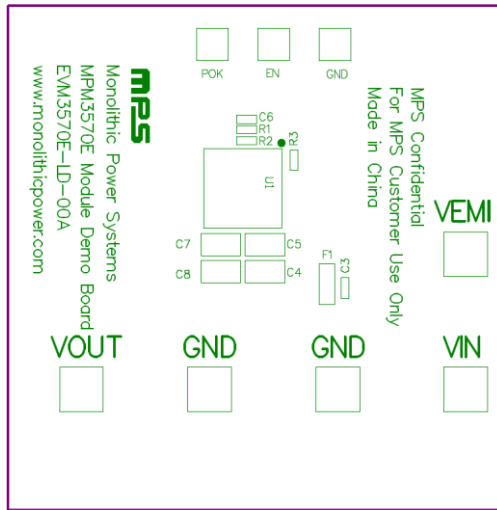 POK
EN
GND
mps
Monolithic Power Systems
MPM3570E Module Demo Board
EVM3570E-LD-00A
www.monolithicpower.com
C6
R1
R2
R3
U1
C7
C5
C8
C4
F1
C3
MPS Confidential
For MPS Customer Use Only
Made in China
VEMI
VOUT
GND
GND
VIN